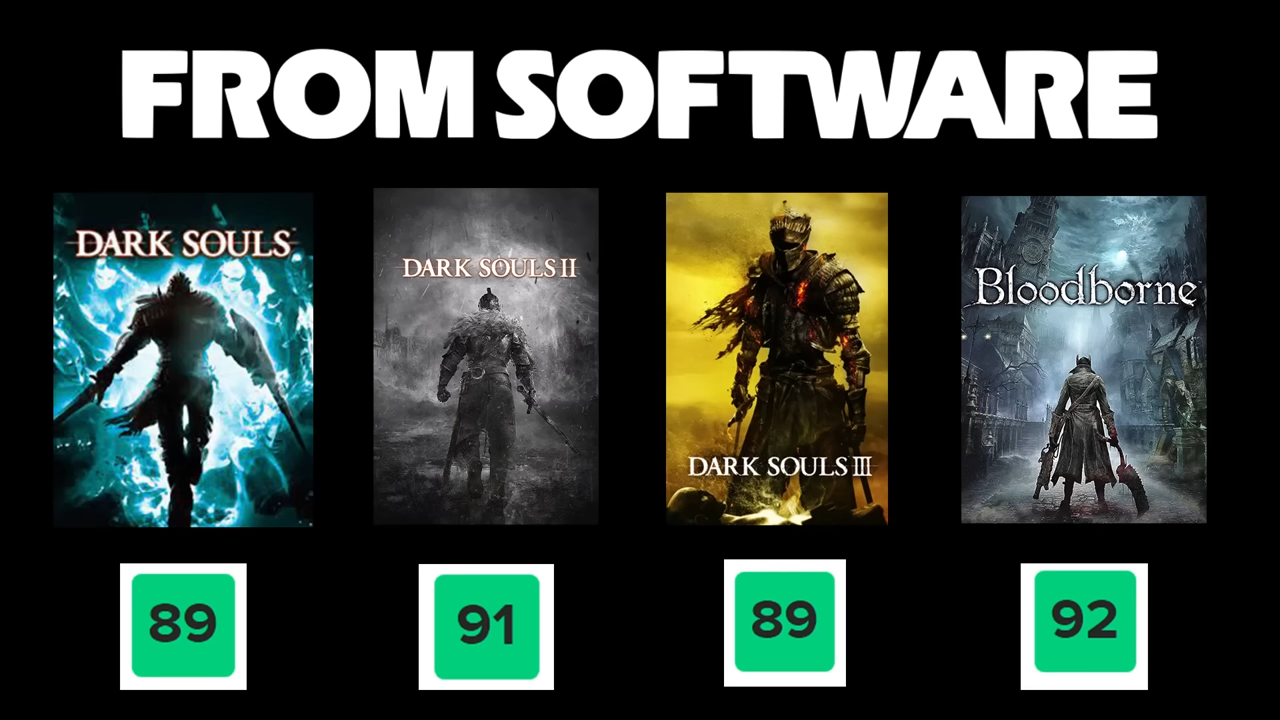 FROM SOFTWARE
DARK SOULS
DARK SOULS II
DARK SOULS III
Bloodborne
89
91
89
92